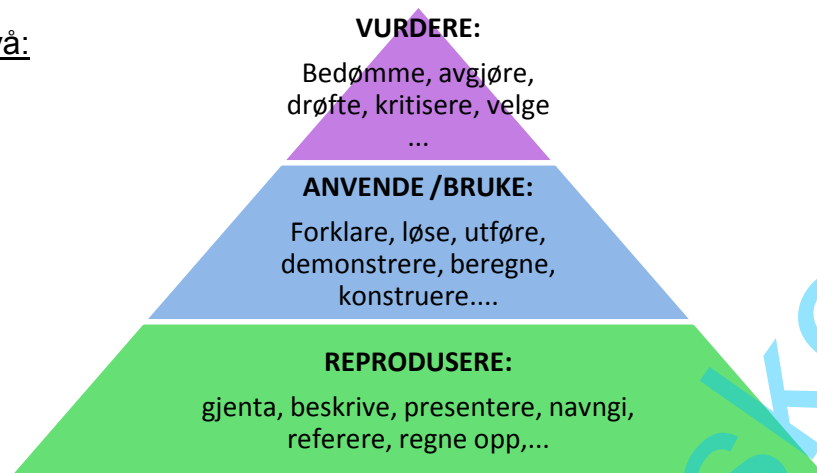 vå:
VURDERE:
Bedømme, avgjøre,
drøfte, kritisere, velge
...
ANVENDE /BRUKE:
Forklare, løse, utføre,
demonstrere, beregne,
konstruere....
REPRODUSERE:
gjenta, beskrive, presentere, navngi,
referere, regne opp,...